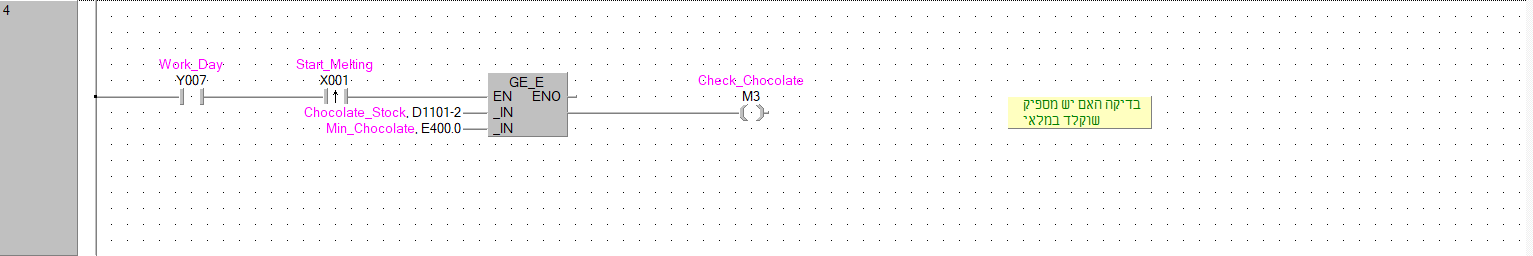 4
Work_Day
Y007
Start_Melting
X001
GE_E
EN ENO
Chocolate_Stock, D1101-2 _IN
Min_Chocolate, E400.0 _IN
Check_Chocolate
M3
בדיקה האם יש מספיק
שוקלד במלאי